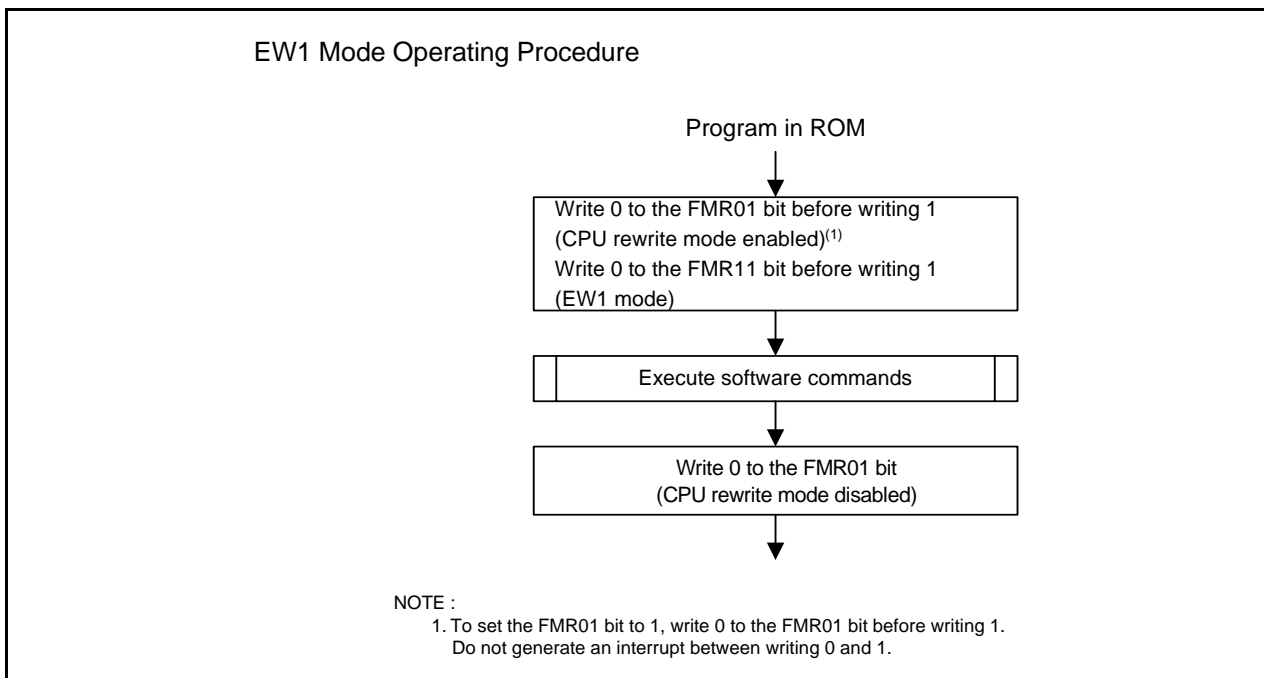 EW1 Mode Operating Procedure
Program in ROM
Write 0 to the FMR01 bit before writing 1
(CPU rewrite mode enabled)(1)
Write 0 to the FMR11 bit before writing 1
(EW1 mode)
Execute software commands
Write 0 to the FMR01 bit
(CPU rewrite mode disabled)
NOTE :
1. To set the FMR01 bit to 1, write 0 to the FMR01 bit before writing 1.
Do not generate an interrupt between writing 0 and 1.